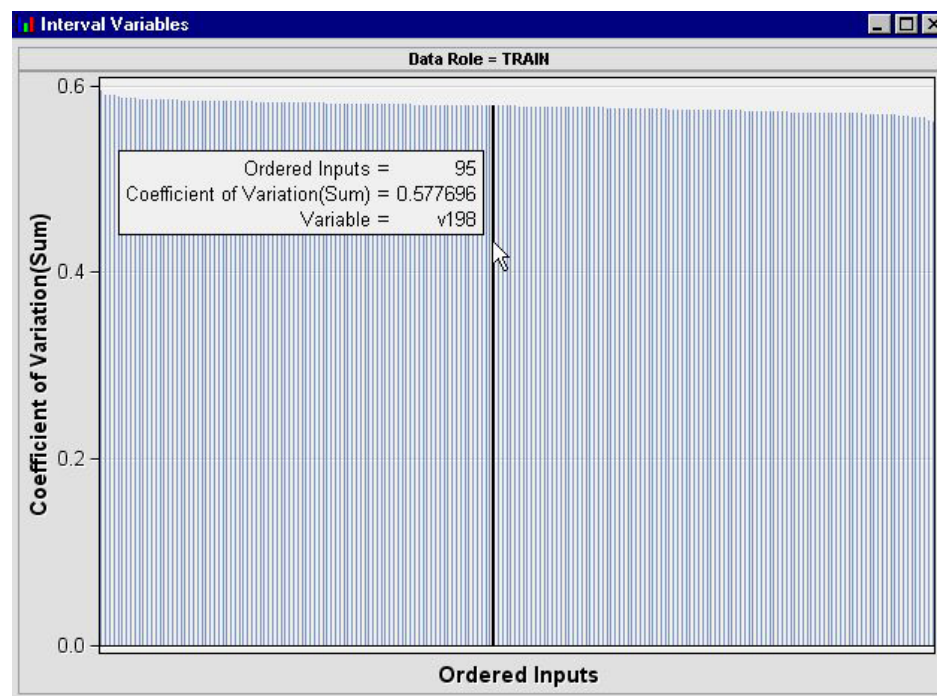 Interval Variables
Data Role = TRAIN
0.6
Ordered Inputs = 95
Coefficient of Variation(Sum) = 0.577696
Variable = v198
Coefficient of Variation(Sum)
0.4
0.2
0.0
Ordered Inputs